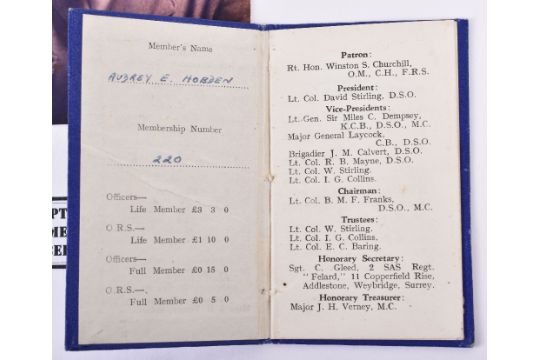 Member's Name
AUDREY E. HOBDEN
Membership Number
220
Officers—
Life Member £3 3 0
O.R.S—
Life Member £1 10 0
Officers—
Full Member £0 15 0
O.R.S—.
Full Member £0 5 0
Patron:
Rt. Hon. Winston S. Churchill,
O.M., C.H., F.R.S.
President:
Lt. Col. David Stirling, D.S.O.
Vice-Presidents:
Lt.-Gen. Sir Miles C. Dempsey,
K.C.B., D.S.O., M.C.
Major General Laycock.
C.B., D.S.O.
Brigadier J. M. Calvert, D.S.O.
Lt. Col. R. B. Mayne, D.S.O.
Lt. Col. W. Stirling.
Lt. Col. I. G. Collins.
Chairman:
Lt. Col. B. M. F. Franks,
D.S.O., M.C.
Trustees:
Lt. Col. W. Stirling.
Lt. Col. I. G. Collins.
Lt. Col. E. C. Baring.
Honorary Secretary:
Sgt. C. Gleed, 2 SAS Regt.
"Felard," 11 Copperfield Rise,
Addlestone, Weybridge, Surrey.
Honorary Treasurer:
Major J. H. Verney, M.C.